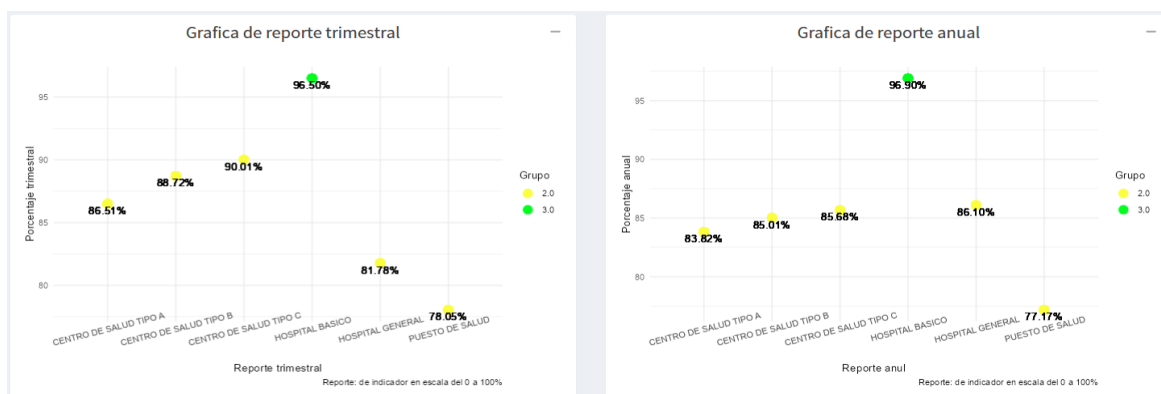 Grafica de reporte trimestral
96.50%
95
90.01%
90
88.72%
86.51%
85
81.78%
80
78.05%
Porcentaje trimestral
CENTRO DE SALUD TIPO A
CENTRO DE SALUD TIPO B
CENTRO DE SALUD TIPO C
HOSPITAL BASICO
HOSPITAL GENERAL
PUESTO DE SALUD
Reporte trimestral
Reporte: de indicador en escala del 0 a 100%
Grupo
2.0
3.0
Grafica de reporte anual
96.90%
95
90
86.10%
85.68%
85.01%
85
83.82%
80
77.17%
Porcentaje anual
CENTRO DE SALUD TIPO A
CENTRO DE SALUD TIPO B
CENTRO DE SALUD TIPO C
HOSPITAL BASICO
HOSPITAL GENERAL
PUESTO DE SALUD
Reporte anul
Reporte: de indicador en escala del 0 a 100%
Grupo
2.0
3.0